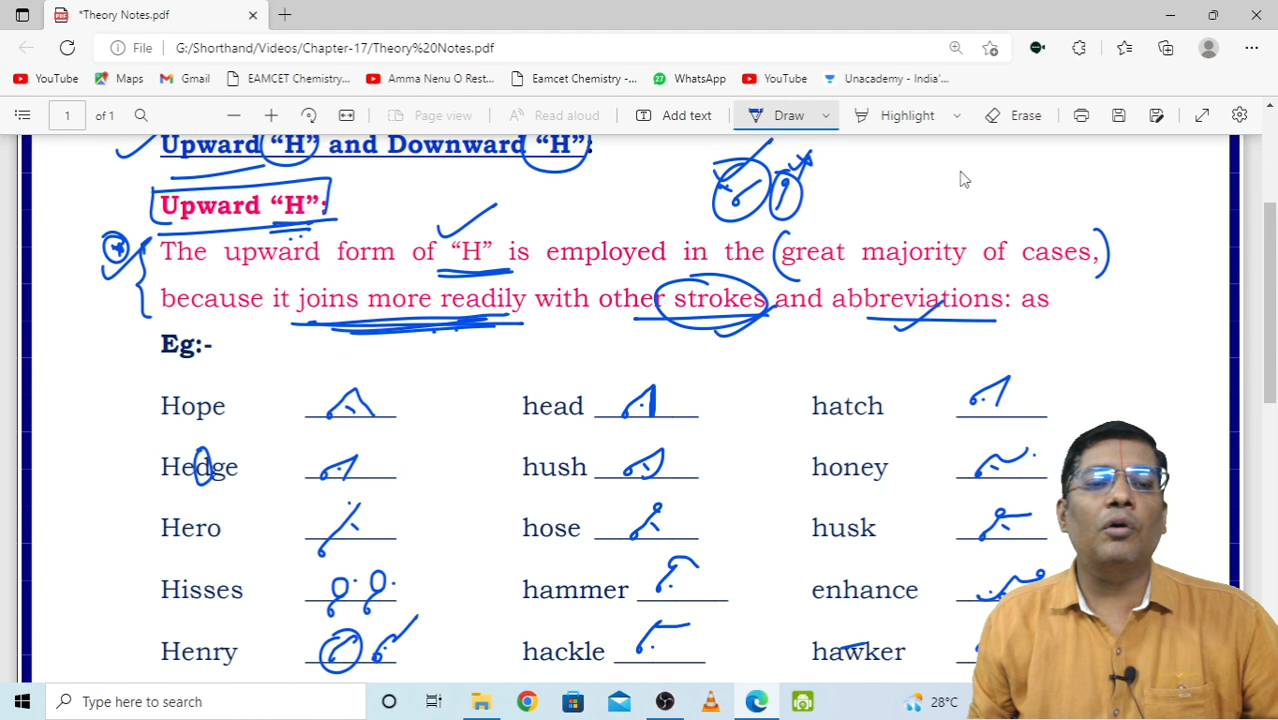 *Theory Notes.pdf
File G:/Shorthand/Videos/Chapter-17/Theory%20Notes.pdf
YouTube Maps Gmail EAMCET Chemistry... Amma Nenu O Rest... Eamcet Chemistry -... WhatsApp YouTube Unacademy - India'...
1 of 1 Page view Read aloud Add text Draw Highlight Erase
Upward “H” and Downward “H”:
Upward “H”:
The upward form of “H” is employed in the great majority of cases,
because it joins more readily with other strokes and abbreviations: as
Eg:-
Hope head hatch
Hedge hush honey
Hero hose husk
Hisses hammer enhance
Henry hackle hawker
Type here to search 28°C